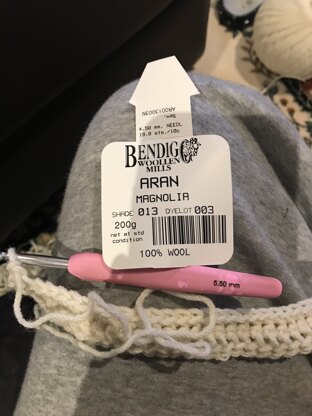 ARO013003N
4.50 mm. NEEDL
18.0 sts./10c
BENDIGO
WOOLLEN
MILLS
ARAN
MAGNOLIA
SHADE 013 DYELOT 003
200g
net at std
condition
100% WOOL
5.50 mm